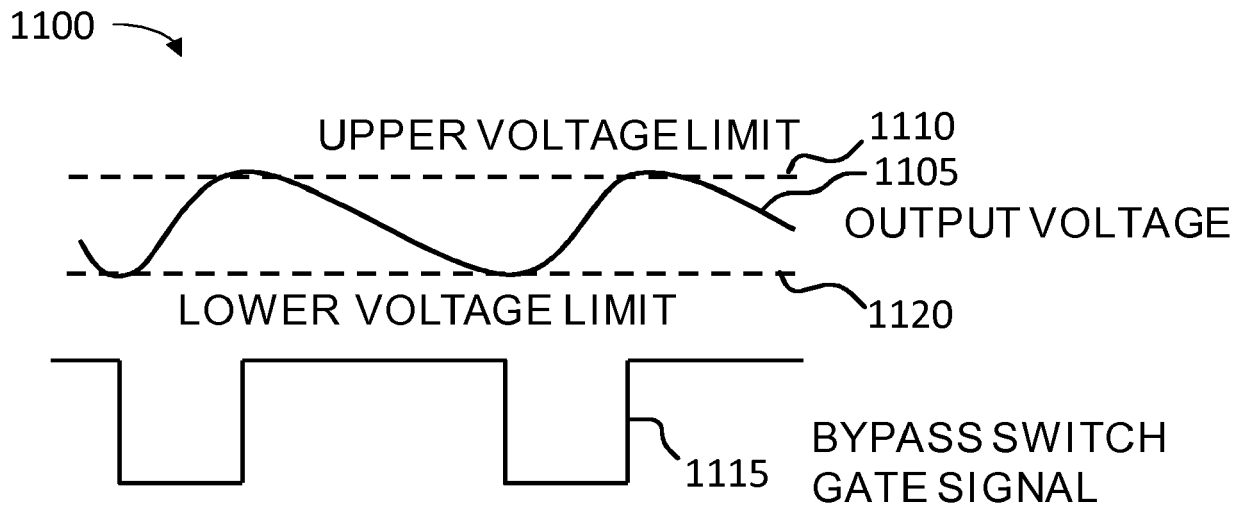 1100
UPPER VOLTAGE LIMIT
1110
1105
OUTPUT VOLTAGE
LOWER VOLTAGE LIMIT
1120
1115
BYPASS SWITCH
GATE SIGNAL